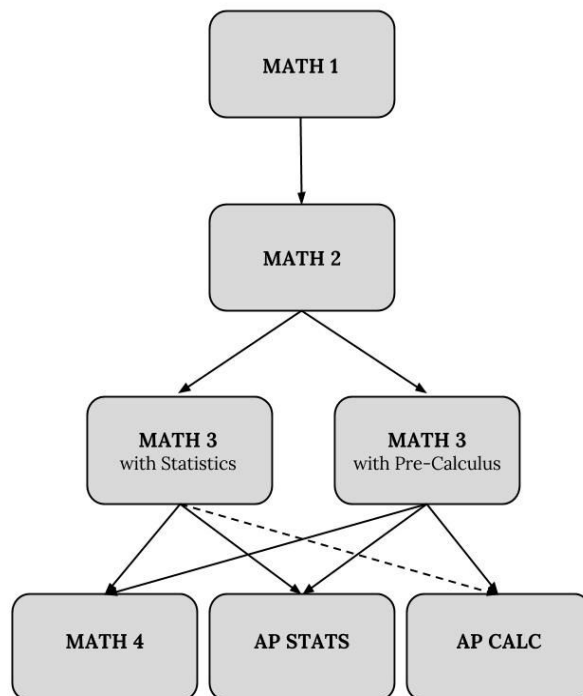 MATH 1
MATH 2
MATH 3
with Statistics
MATH 3
with Pre-Calculus
MATH 4
AP STATS
AP CALC